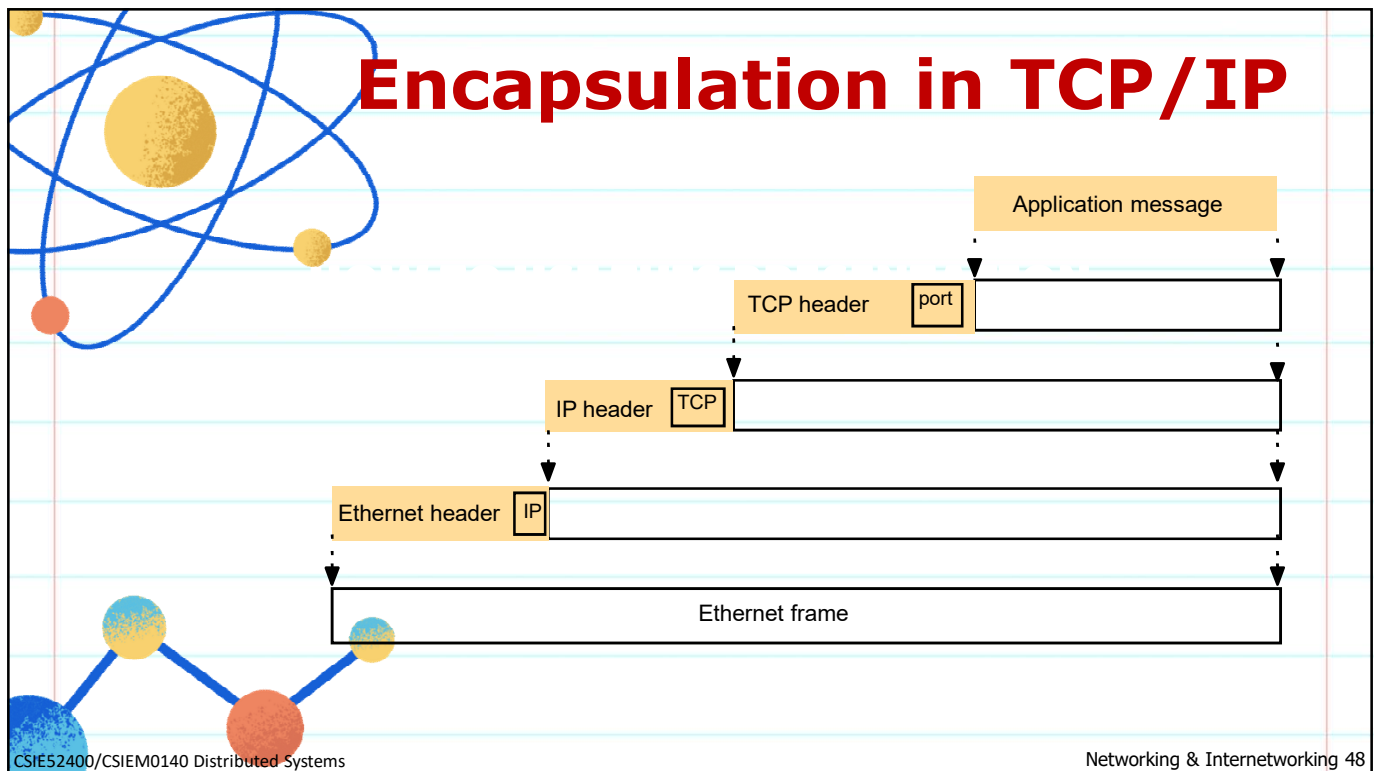 Encapsulation in TCP/IP
Application message
TCP header port
IP header TCP
Ethernet header IP
Ethernet frame
CSIE52400/CSIEM0140 Distributed Systems
Networking & Internetworking 48